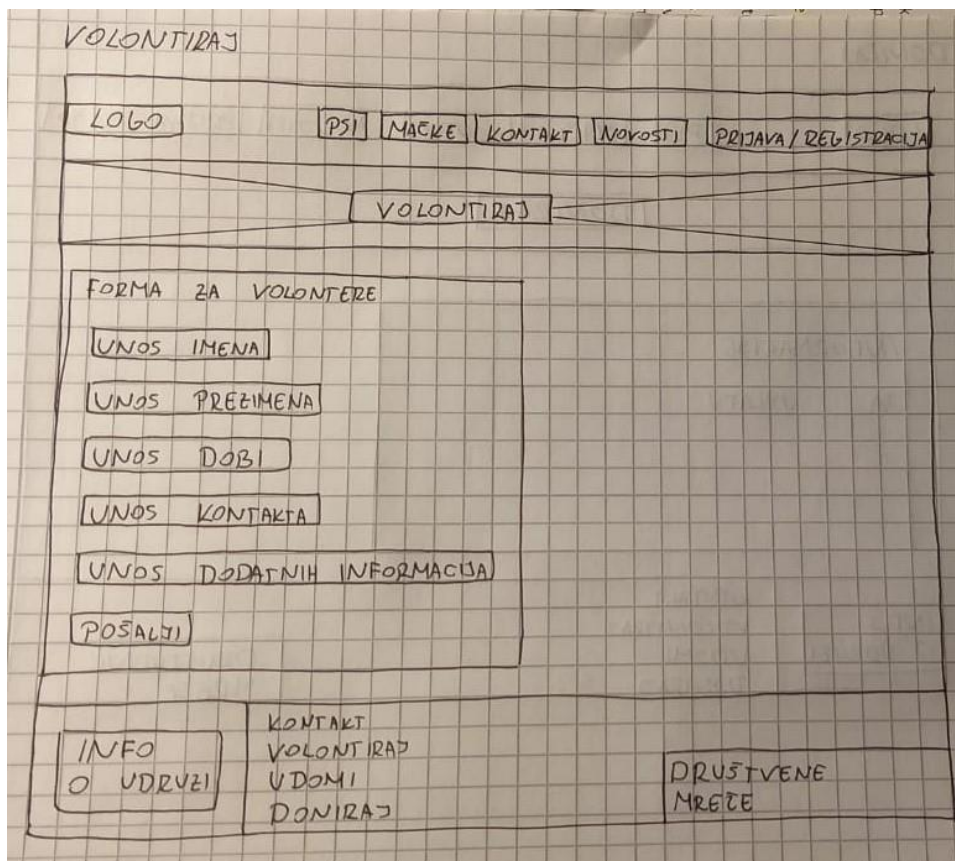 VOLONTIRAJ
LOGO PSI MAČKE KONTAKT NOVOSTI PRIJAVA / REGISTRACIJA
VOLONTIRAJ
FORMA ZA VOLONTERE
UNOS IMENA
UNOS PREZIMENA
UNOS DOBI
UNOS KONTAKTA
UNOS DODATNIH INFORMACIJA
POŠALJI
INFO
O UDRUZI
KONTAKT
VOLONTIRAJ
UDOMI
DONIRAJ
DRUŠTVENE
MREŽE